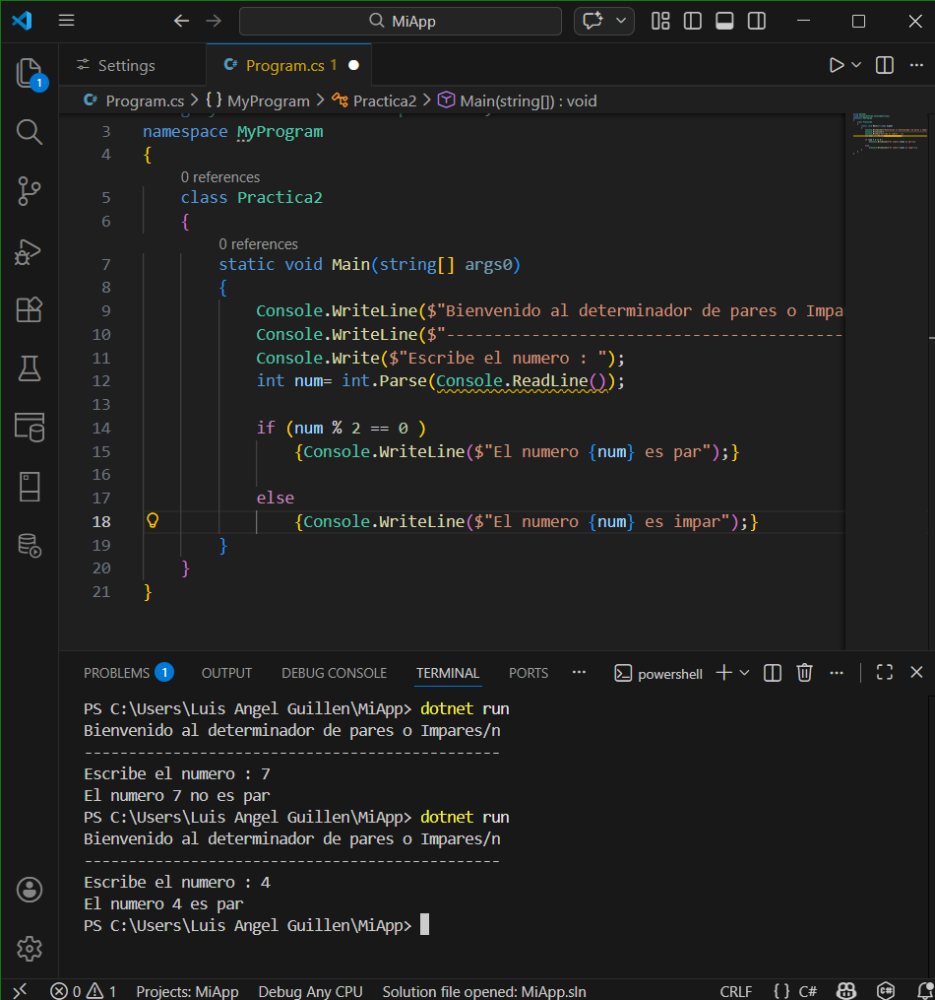 MiApp
1
Settings
C# Program.cs 1
C# Program.cs > { } MyProgram > Practica2 > Main(string[]) : void
3 namespace MyProgram
4 {
0 references
5 class Practica2
6 {
0 references
7 static void Main(string[] args0)
8 {
9 Console.WriteLine($"Bienvenido al determinador de pares o Impa
10 Console.WriteLine($"------------------------------------------
11 Console.Write($"Escribe el numero : ");
12 int num= int.Parse(Console.ReadLine());
13
14 if (num % 2 == 0 )
15 {Console.WriteLine($"El numero {num} es par");}
16
17 else
18 {Console.WriteLine($"El numero {num} es impar");}
19 }
20 }
21 }
PROBLEMS 1 OUTPUT DEBUG CONSOLE TERMINAL PORTS ··· powershell
PS C:\Users\Luis Angel Guillen\MiApp> dotnet run
Bienvenido al determinador de pares o Impares/n
-----------------------------------------------
Escribe el numero : 7
El numero 7 no es par
PS C:\Users\Luis Angel Guillen\MiApp> dotnet run
Bienvenido al determinador de pares o Impares/n
-----------------------------------------------
Escribe el numero : 4
El numero 4 es par
PS C:\Users\Luis Angel Guillen\MiApp>
0 1 Projects: MiApp Debug Any CPU Solution file opened: MiApp.sln CRLF { } C#